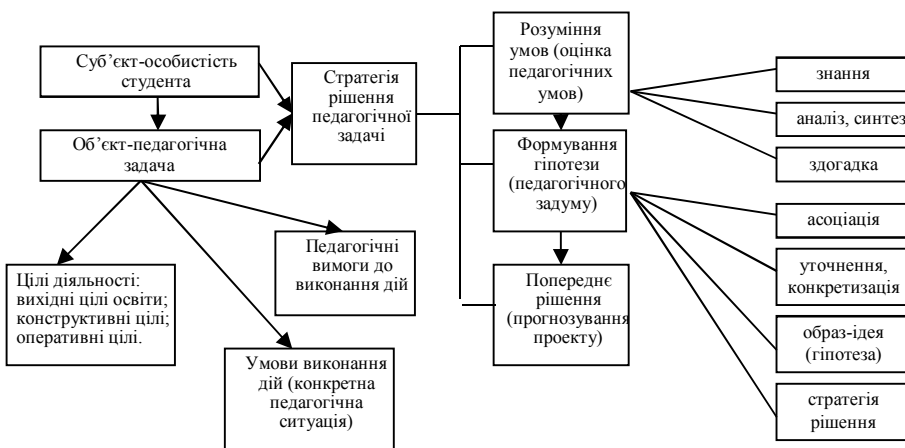 Суб’єкт-особистість
студента
Об’єкт-педагогічна
задача
Цілі діяльності:
вихідні цілі освіти;
конструктивні цілі;
оперативні цілі.
Умови виконання
дій (конкретна
педагогічна
ситуація)
Педагогічні
вимоги до
виконання дій
Стратегія
рішення
педагогічної
задачі
Розуміння
умов (оцінка
педагогічних
умов)
Формування
гіпотези
(педагогічного
задуму)
Попереднє
рішення
(прогнозування
проекту)
знання
аналіз, синтез
здогадка
асоціація
уточнення,
конкретизація
образ-ідея
(гіпотеза)
стратегія
рішення